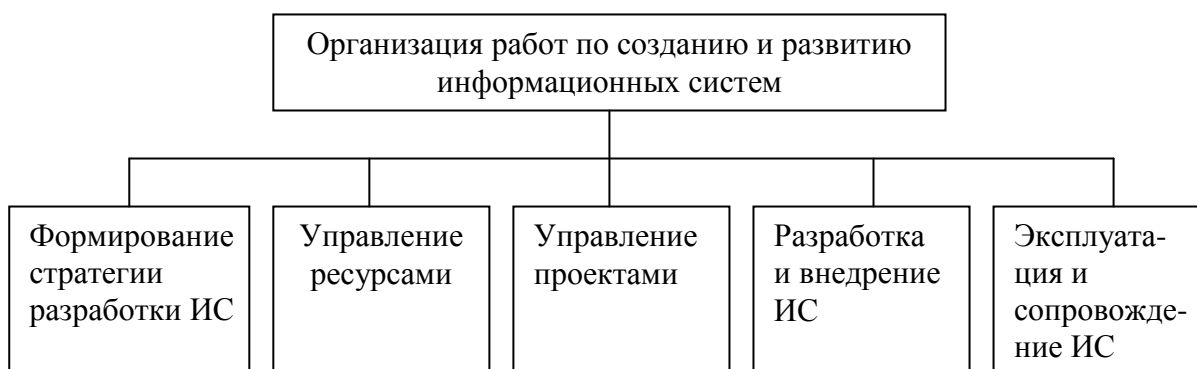 Организация работ по созданию и развитию
информационных систем
Формирование
стратегии
разработки ИС
Управление
ресурсами
Управление
проектами
Разработка
и внедрение
ИС
Эксплуата-
ция и
сопровожде-
ние ИС